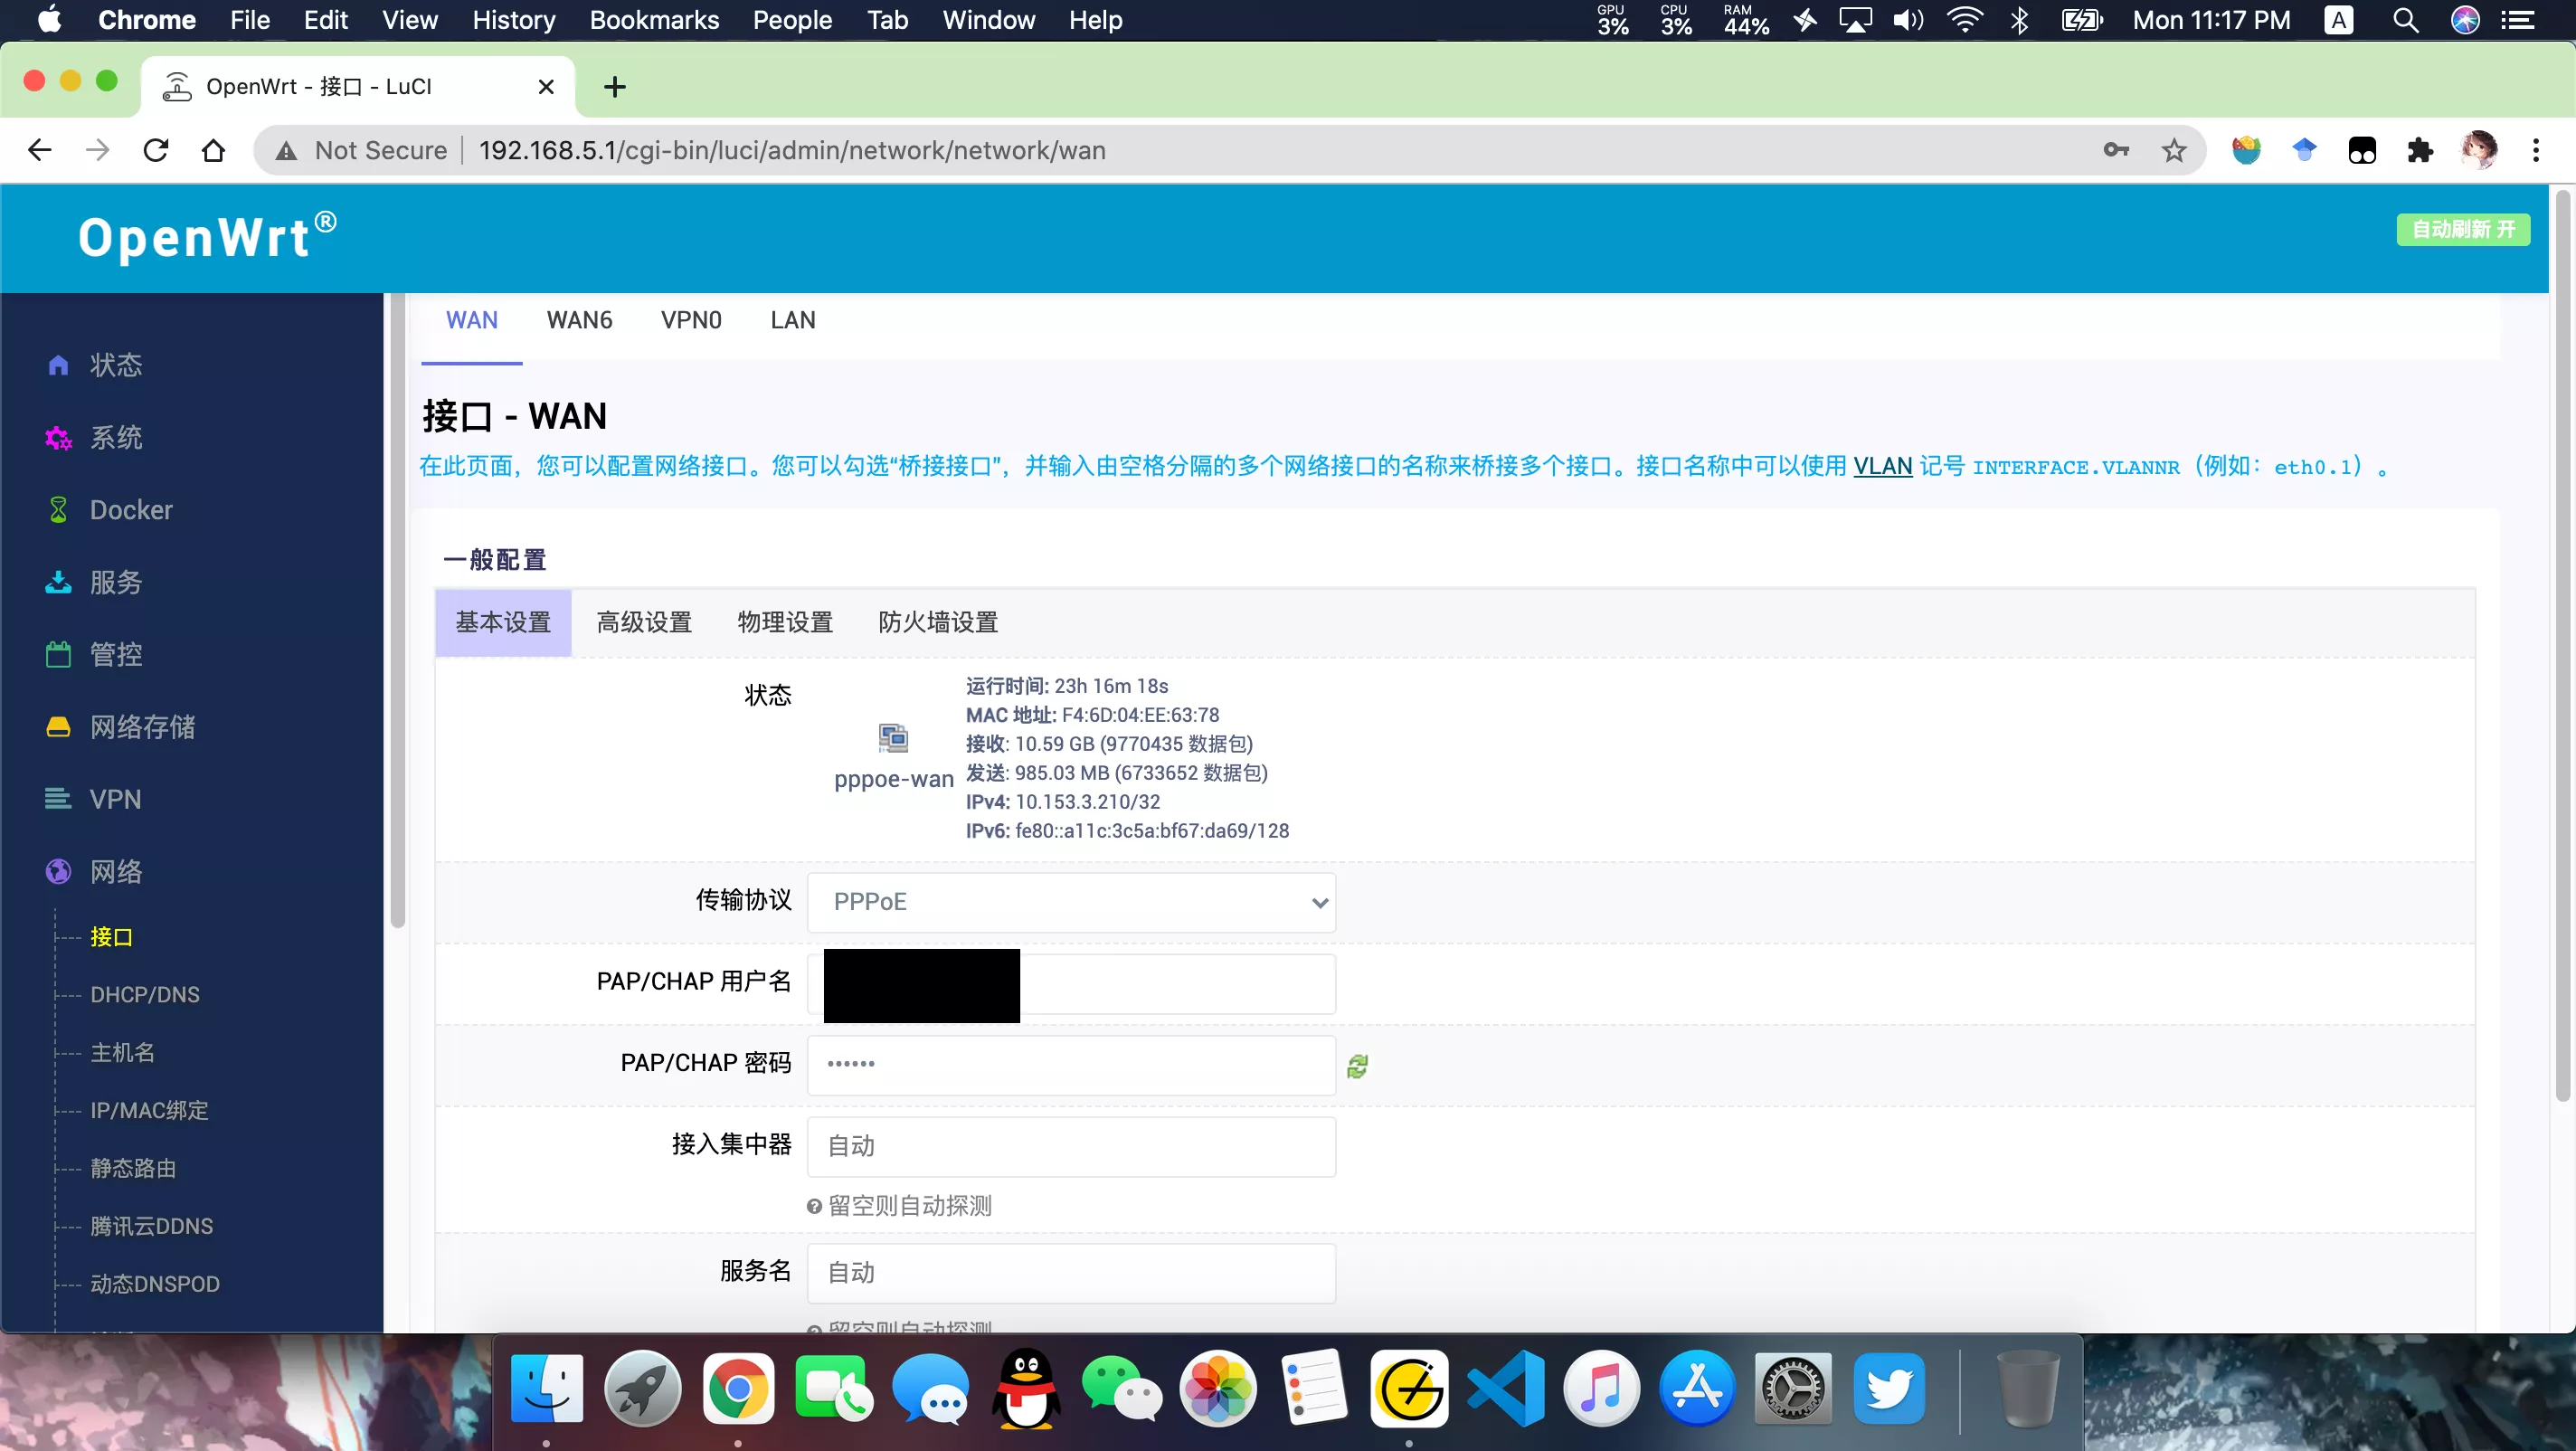 Chrome File Edit View History Bookmarks People Tab Window Help GPU 3% CPU 3% RAM 44% Mon 11:17 PM A
OpenWrt - 接口 - LuCI
Not Secure 192.168.5.1/cgi-bin/luci/admin/network/network/wan
OpenWrt®
自动刷新 开
WAN WAN6 VPN0 LAN
状态
系统
Docker
服务
管控
网络存储
VPN
网络
接口
DHCP/DNS
主机名
IP/MAC绑定
静态路由
腾讯云DDNS
动态DNSPOD
接口 - WAN
在此页面，您可以配置网络接口。您可以勾选“桥接接口”，并输入由空格分隔的多个网络接口的名称来桥接多个接口。接口名称中可以使用 VLAN 记号 INTERFACE.VLANNR（例如：eth0.1）。
一般配置
基本设置 高级设置 物理设置 防火墙设置
状态
pppoe-wan
运行时间: 23h 16m 18s
MAC 地址: F4:6D:04:EE:63:78
接收: 10.59 GB (9770435 数据包)
发送: 985.03 MB (6733652 数据包)
IPv4: 10.153.3.210/32
IPv6: fe80::a11c:3c5a:bf67:da69/128
传输协议 PPPoE
PAP/CHAP 用户名
PAP/CHAP 密码 ••••••
接入集中器 自动
留空则自动探测
服务名 自动
留空则自动探测